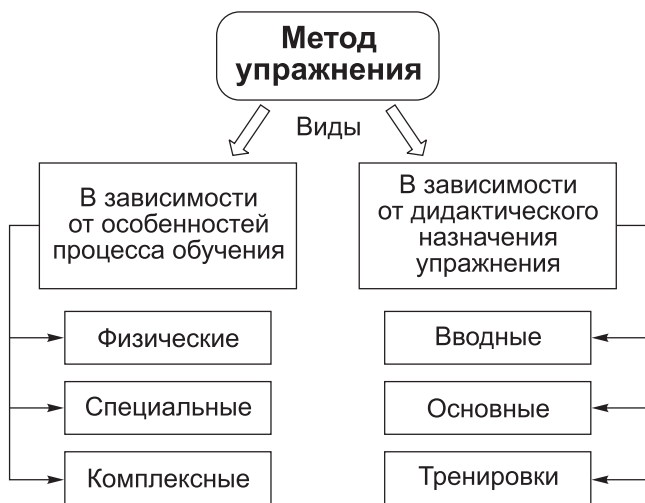 Метод
упражнения
Виды
В зависимости
от особенностей
процесса обучения
В зависимости
от дидактического
назначения
упражнения
Физические
Специальные
Комплексные
Вводные
Основные
Тренировки